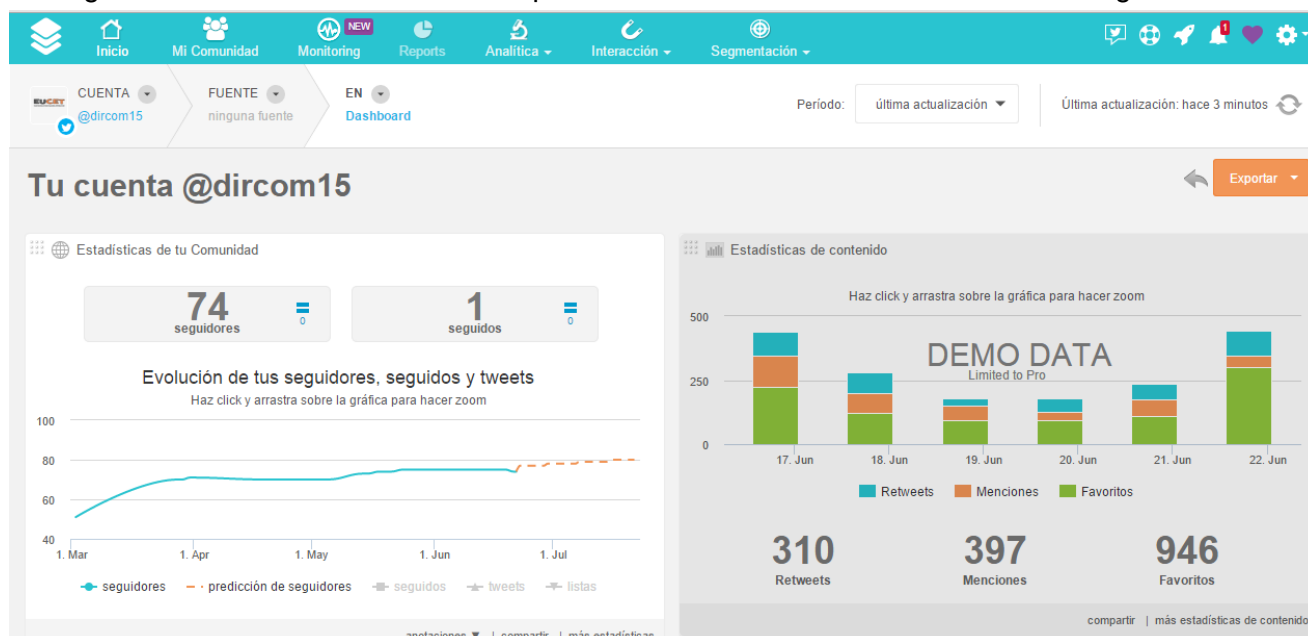 Inicio
Mi Comunidad
Monitoring NEW
Reports
Analítica
Interacción
Segmentación
1
EUCET
CUENTA
@dircom15
FUENTE
ninguna fuente
EN
Dashboard
Período: última actualización
Última actualización: hace 3 minutos
Tu cuenta @dircom15
Exportar
Estadísticas de tu Comunidad
74
seguidores
0
1
seguidos
0
Evolución de tus seguidores, seguidos y tweets
Haz click y arrastra sobre la gráfica para hacer zoom
100
80
60
40
1. Mar 1. Apr 1. May 1. Jun 1. Jul
seguidores predicción de seguidores seguidos tweets listas
anotaciones | compartir | más estadísticas
Estadísticas de contenido
Haz click y arrastra sobre la gráfica para hacer zoom
500
DEMO DATA
Limited to Pro
250
0
17. Jun 18. Jun 19. Jun 20. Jun 21. Jun 22. Jun
Retweets Menciones Favoritos
310
Retweets
397
Menciones
946
Favoritos
compartir | más estadísticas de contenido